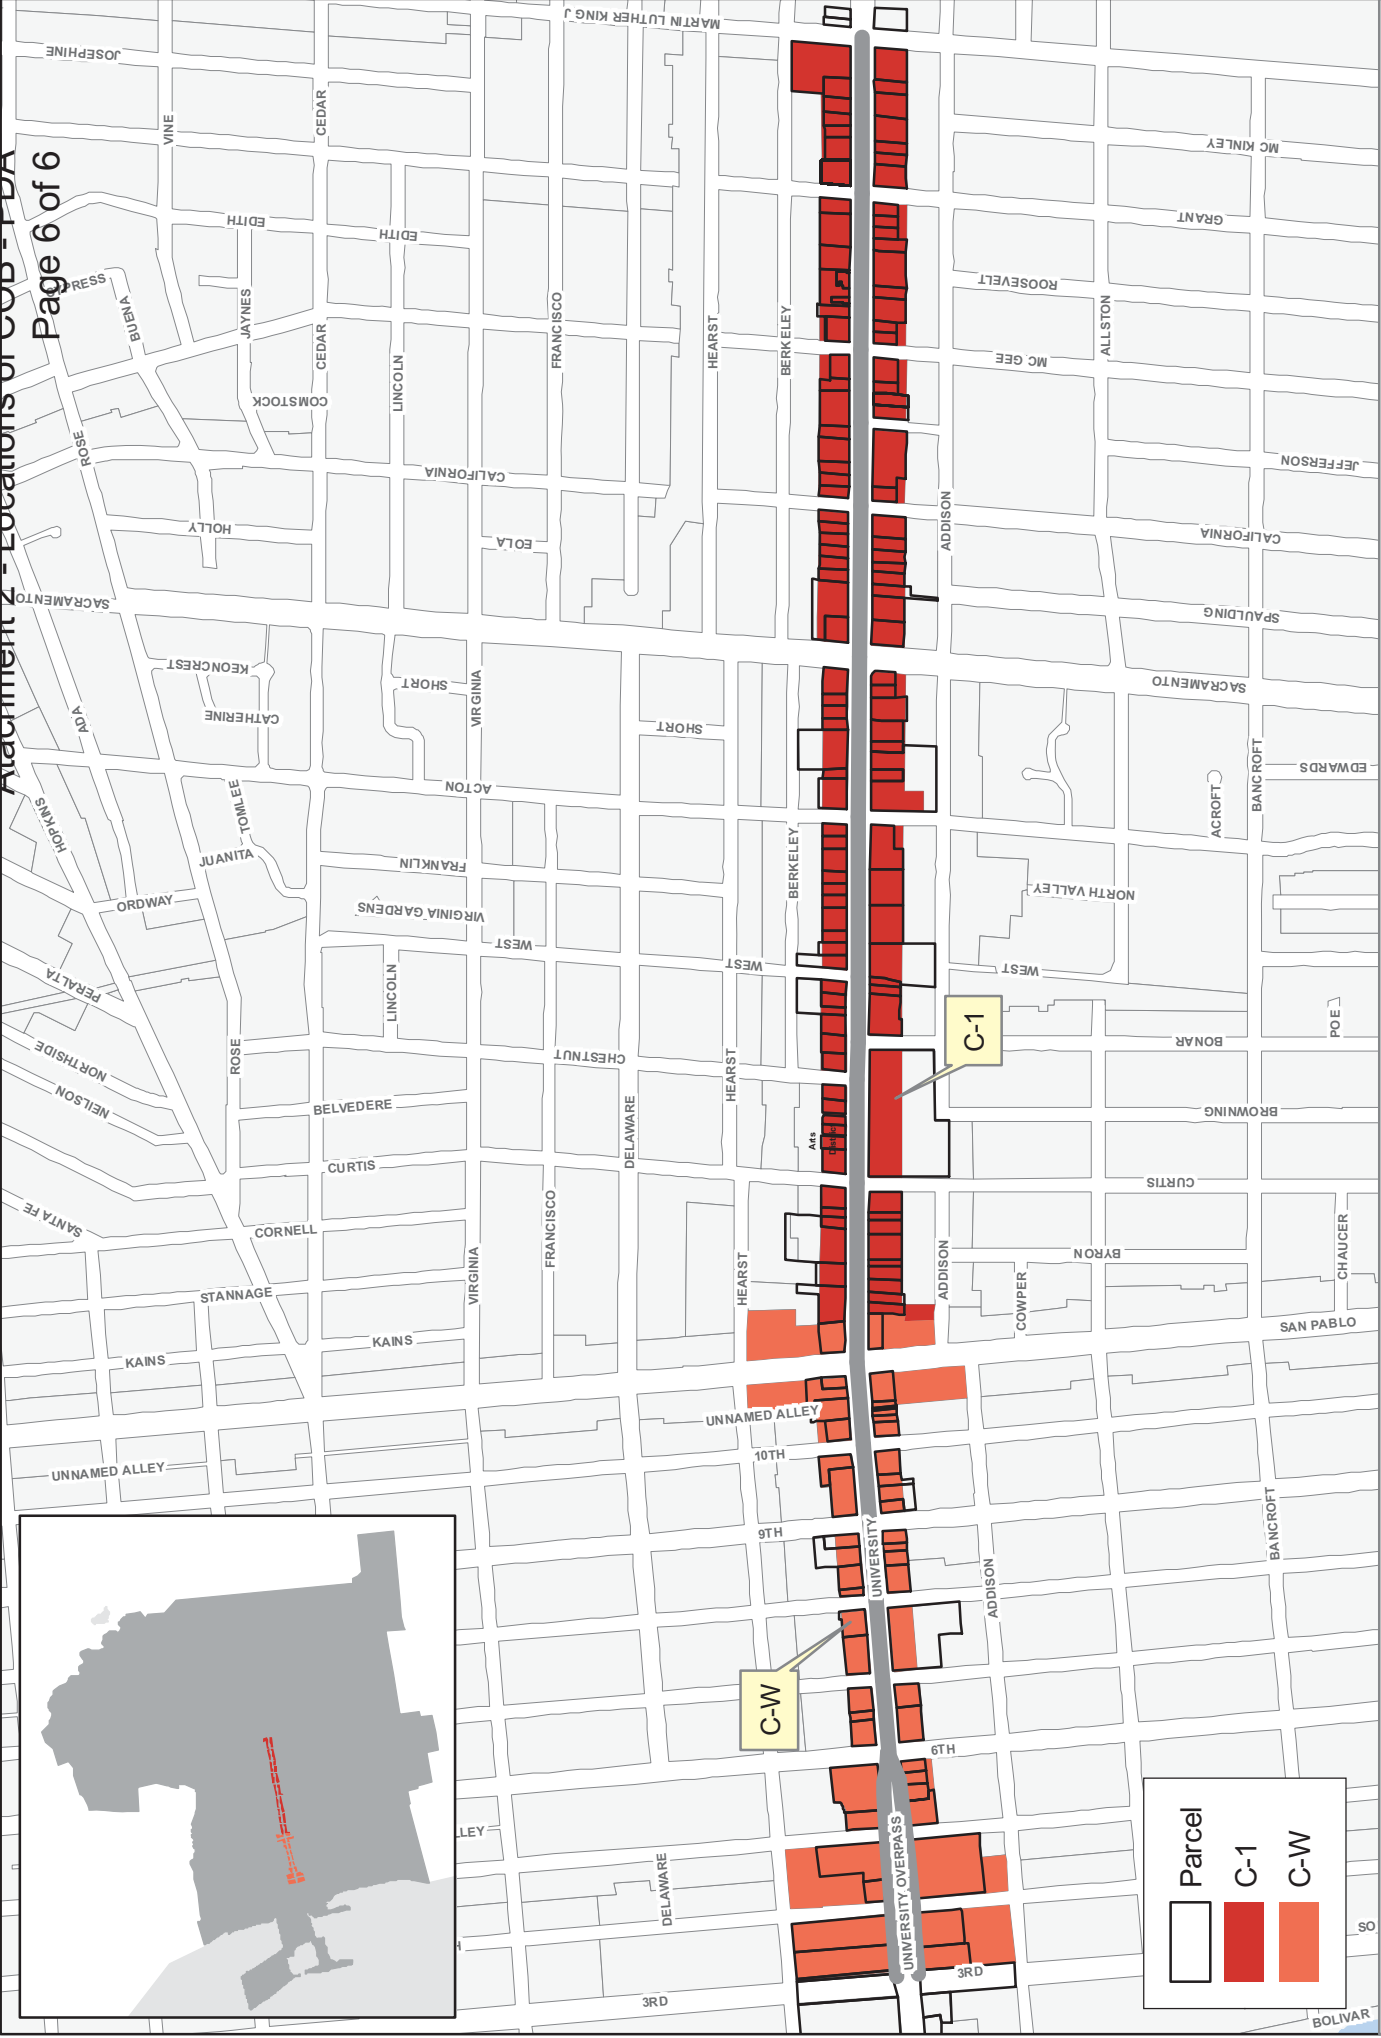 Atachment 2 - Locations of COB - PDA
Page 6 of 6
JOSEPHINE
VINE
CEDAR
MARTIN LUTHER KING J
MC KINLEY
EDITH
EDITH
GRANT
BUENA
JAYNES
CEDAR
LINCOLN
FRANCISCO
HEARST
BERKELEY
ROOSEVELT
ALLSTON
MC GEE
COMSTOCK
ROSE
CALIFORNIA
JEFFERSON
HOLLY
EOLA
ADDISON
CALIFORNIA
SACRAMENTO
SPAULDING
KEONCREST
SHORT
VIRGINIA
SACRAMENTO
CATHERINE
ADA
SHORT
ACTON
BANCROFT
EDWARDS
HOPKINS
TOMLEE
ACROFT
JUANITA
FRANKLIN
BERKELEY
ORDWAY
VIRGINIA GARDENS
NORTH VALLEY
WEST
WEST
WEST
PERALTA
LINCOLN
C-1
POE
NORTHSIDE
ROSE
CHESTNUT
HEARST
BONAR
NEILSON
BELVEDERE
DELAWARE
Arts
District
BROWNING
CURTIS
CURTIS
SANTA FE
CORNELL
FRANCISCO
VIRGINIA
HEARST
ADDISON
BYRON
CHAUCER
STANNAGE
COWPER
KAINS
KAINS
SAN PABLO
UNNAMED ALLEY
UNNAMED ALLEY
10TH
9TH
UNIVERSITY
BANCROFT
ADDISON
C-W
6TH
LLEY
DELAWARE
UNIVERSITY OVERPASS
3RD
3RD
SO
BOLIVAR
Parcel
C-1
C-W